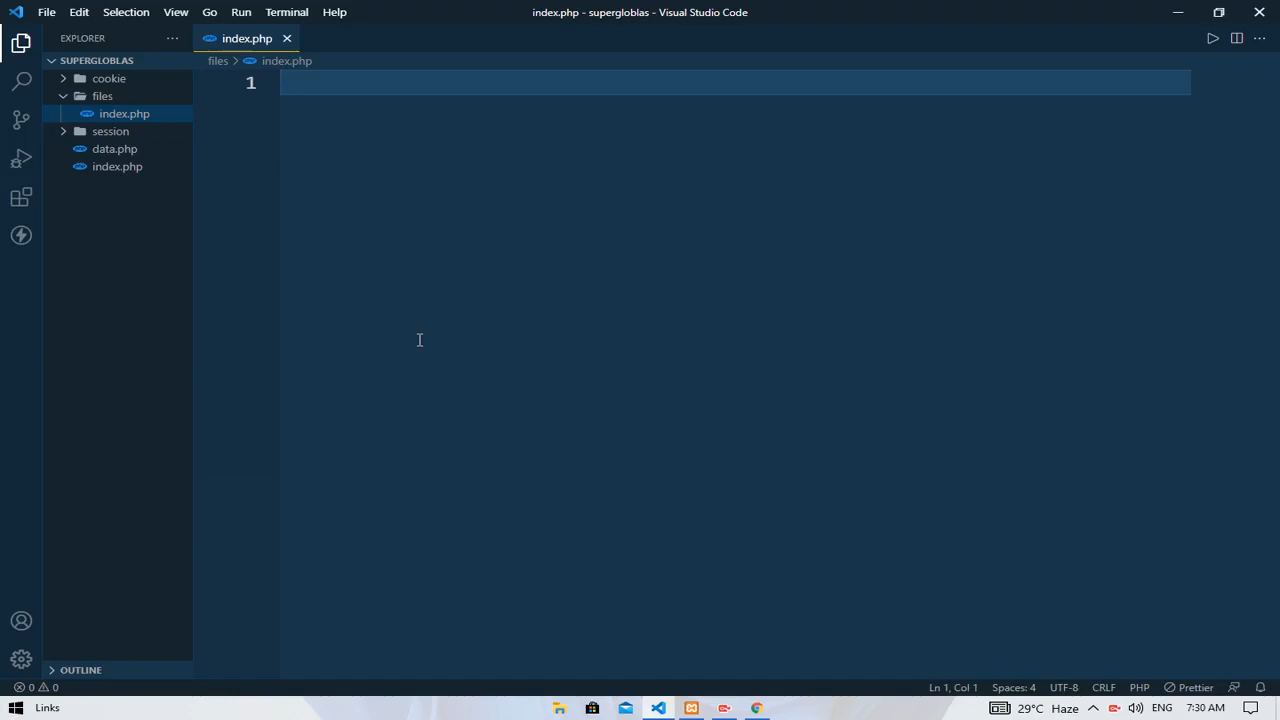 File Edit Selection View Go Run Terminal Help
index.php - supergloblas - Visual Studio Code
EXPLORER
index.php
SUPERGLOBLAS
files > index.php
cookie
files
index.php
session
data.php
index.php
1
OUTLINE
0 0
Ln 1, Col 1 Spaces: 4 UTF-8 CRLF PHP Prettier
Links
29°C Haze ENG 7:30 AM